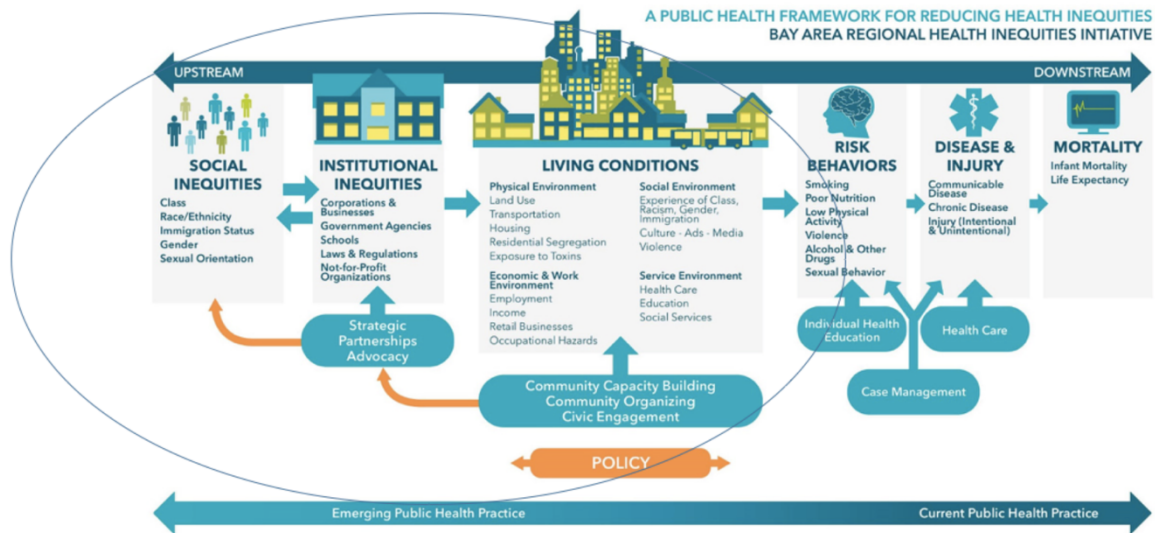 A PUBLIC HEALTH FRAMEWORK FOR REDUCING HEALTH INEQUITIES
BAY AREA REGIONAL HEALTH INEQUITIES INTIATIVE
UPSTREAM
DOWNSTREAM
SOCIAL
INEQUITIES
Class
Race/Ethnicity
Immigration Status
Gender
Sexual Orientation
INSTITUTIONAL
INEQUITIES
Corporations &
Businesses
Government Agencies
Schools
Laws & Regulations
Not-for-Profit
Organizations
LIVING CONDITIONS
Physical Environment
Land Use
Transportation
Housing
Residential Segregation
Exposure to Toxins
Economic & Work
Environment
Employment
Income
Retail Businesses
Occupational Hazards
Social Environment
Experience of Class,
Racism, Gender,
Immigration
Culture - Ads - Media
Violence
Service Environment
Health Care
Education
Social Services
RISK
BEHAVIORS
Smoking
Poor Nutrition
Low Physical
Activity
Violence
Alcohol & Other
Drugs
Sexual Behavior
DISEASE &
INJURY
Communicable
Disease
Chronic Disease
Injury (Intentional
& Unintentional)
MORTALITY
Infant Mortality
Life Expectancy
Strategic
Partnerships
Advocacy
Community Capacity Building
Community Organizing
Civic Engagement
Individual Health
Education
Health Care
Case Management
POLICY
Emerging Public Health Practice
Current Public Health Practice